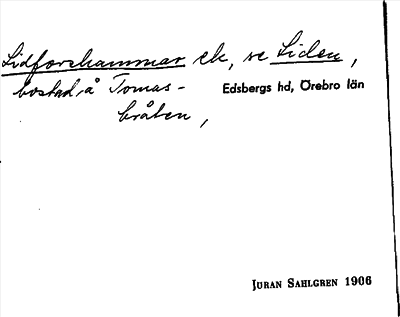 Lidforshammar ek, se Liden,
bostad, å Tomas-
Edsbergs hd, Örebro län
bråten,
JURAN SAHLGREN 1906